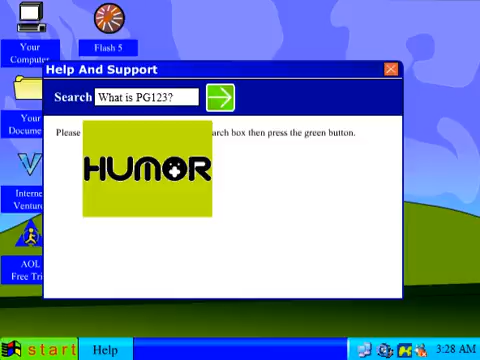 Your
Computer
Flash 5
Help And Support
Search What is PG123?
Please
arch box then press the green button.
HUMOR
Your
Docume
Interne
Ventur
AOL
Free Tri
start Help 3:28 AM